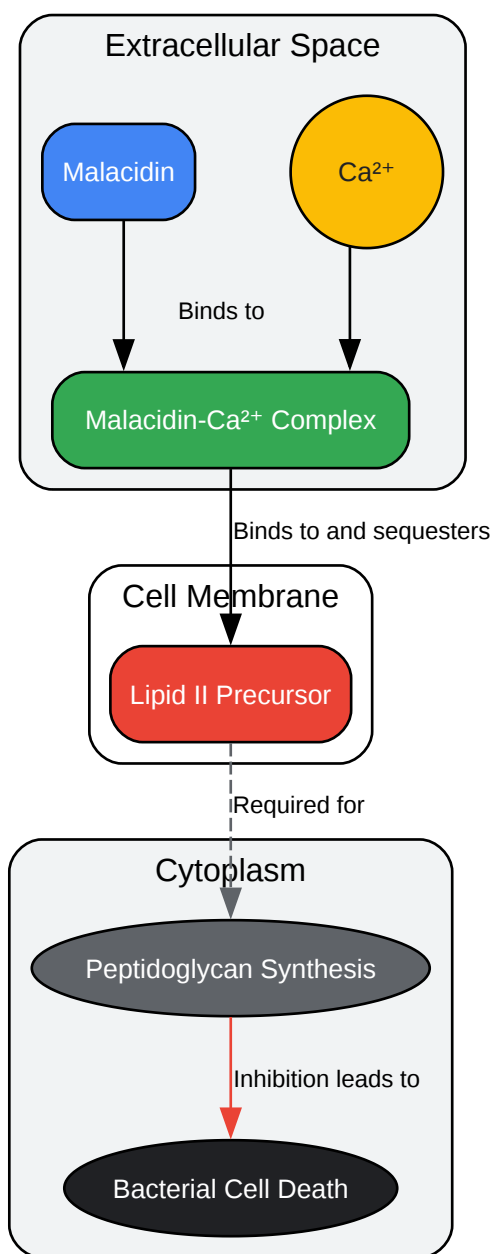 Extracellular Space
Malacidin
Ca²⁺
Binds to
Malacidin-Ca²⁺ Complex
Binds to and sequesters
Cell Membrane
Lipid II Precursor
Required for
Cytoplasm
Peptidoglycan Synthesis
Inhibition leads to
Bacterial Cell Death